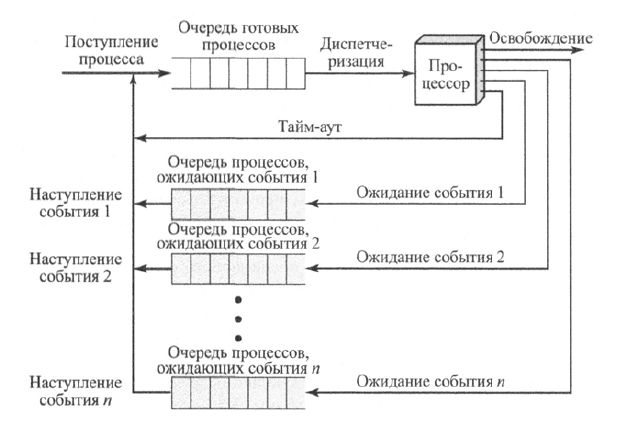 Поступление
процесса
Очередь готовых
процессов
Диспетче-
ризация
Про-
цессор
Освобождение
Тайм-аут
Очередь процессов,
ожидающих события 1
Наступление
события 1
Ожидание события 1
Очередь процессов,
ожидающих события 2
Наступление
события 2
Ожидание события 2
Очередь процессов,
ожидающих события n
Наступление
события n
Ожидание события n